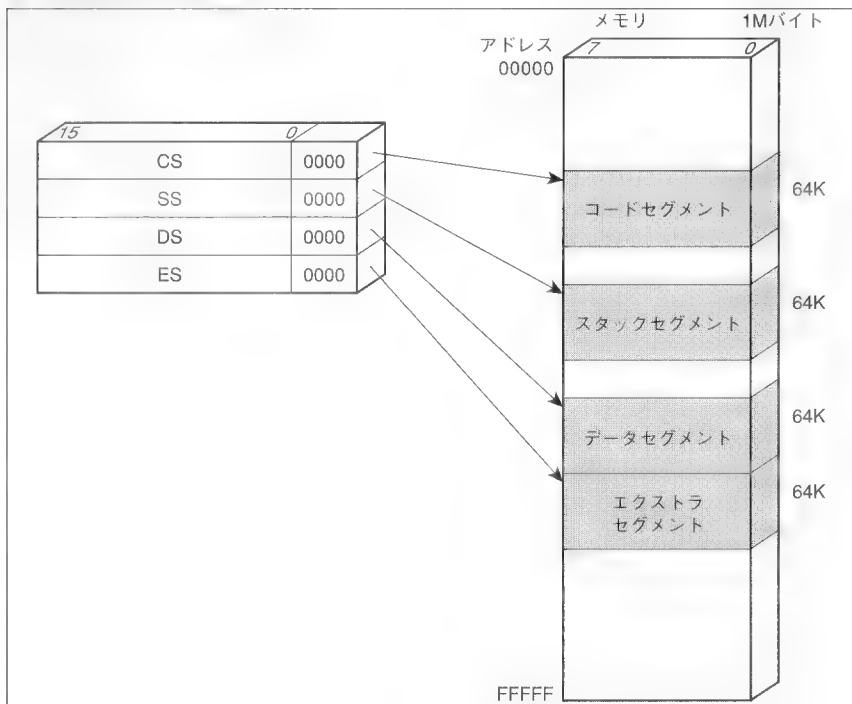 メモリ 1Mバイト
アドレス 7 0
00000
15 0
CS 0000
SS 0000
DS 0000
ES 0000
コードセグメント 64K
スタックセグメント 64K
データセグメント 64K
エクストラ 64K
セグメント
FFFFF